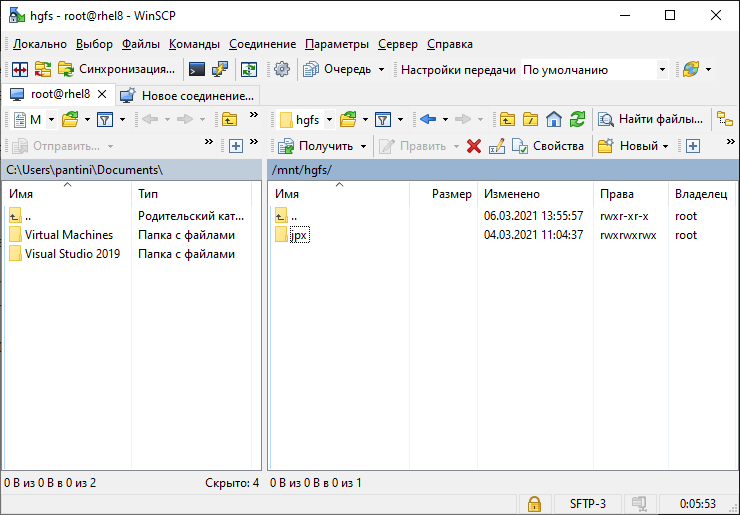 hgfs - root@rhel8 - WinSCP
Локально Выбор Файлы Команды Соединение Параметры Сервер Справка
Синхронизация... Очередь Настройки передачи По умолчанию
root@rhel8 Новое соединение...
М hgfs Найти файлы...
Отправить... Получить Править Свойства Новый
C:\Users\pantini\Documents\ /mnt/hgfs/
Имя Тип Имя Размер Изменено Права Владелец
.. Родительский кат... .. 06.03.2021 13:55:57 rwxr-xr-x root
Virtual Machines Папка с файлами jpx 04.03.2021 11:04:37 rwxrwxrwx root
Visual Studio 2019 Папка с файлами
0 B из 0 B в 0 из 2 Скрыто: 4 0 B из 0 B в 0 из 1
SFTP-3 0:05:53